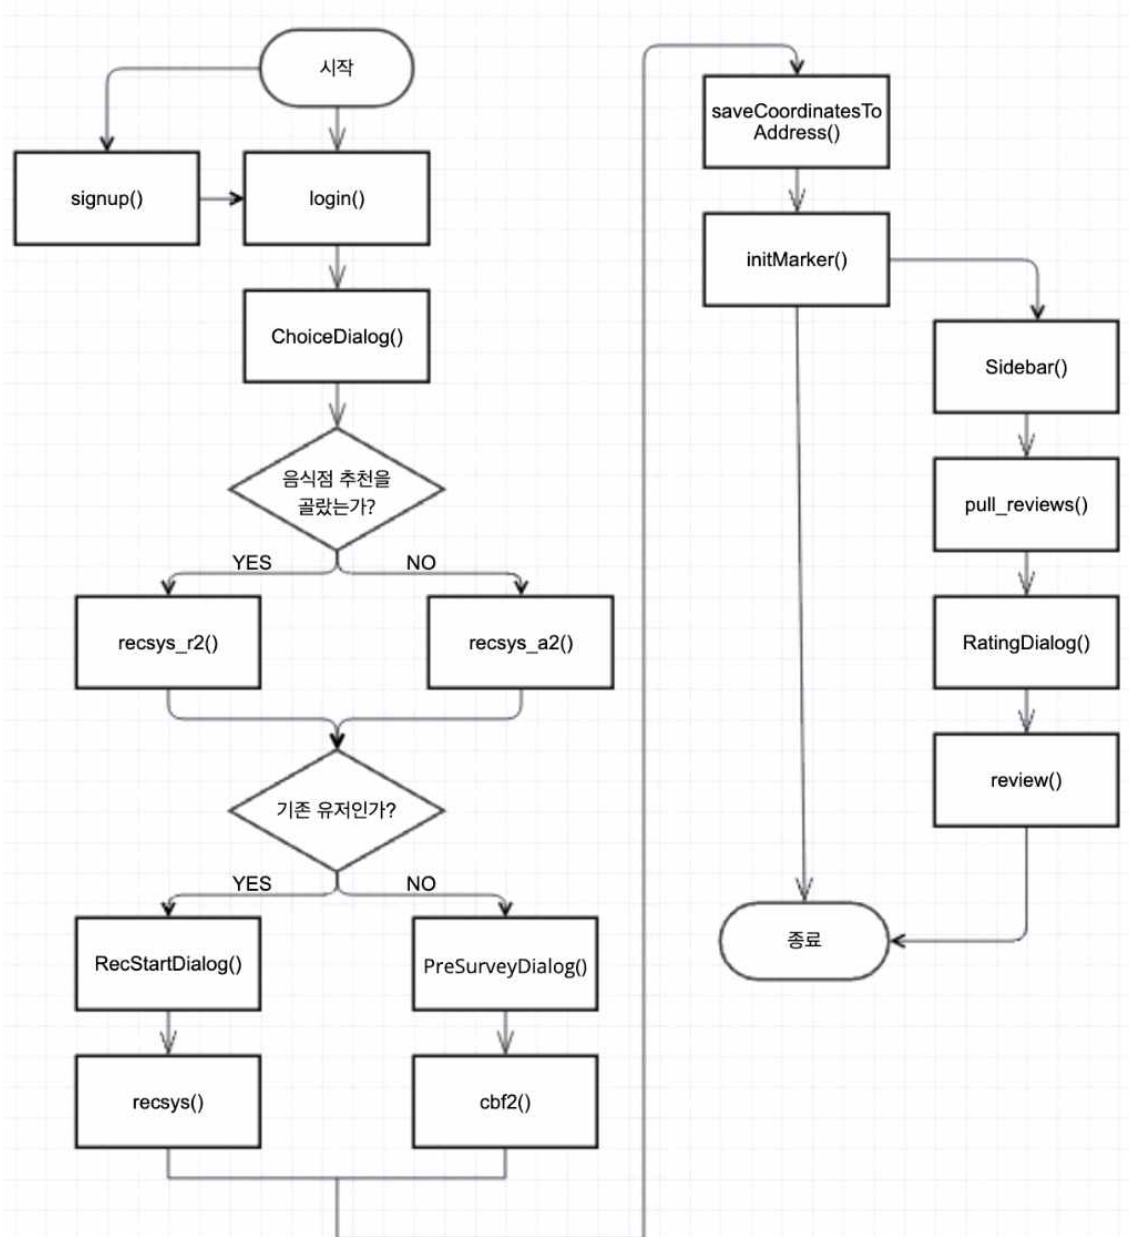 시작
signup()
login()
ChoiceDialog()
음식점 추천을
골랐는가?
YES
NO
recsys_r2()
recsys_a2()
기존 유저인가?
YES
NO
RecStartDialog()
PreSurveyDialog()
recsys()
cbf2()
saveCoordinatesTo
Address()
initMarker()
Sidebar()
pull_reviews()
RatingDialog()
review()
종료